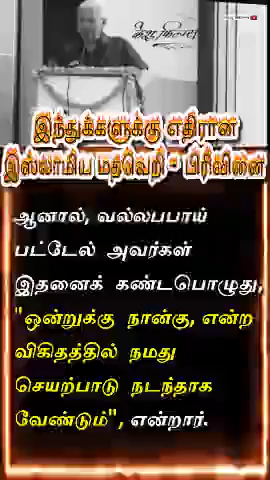 இந்துக்களுக்கு எதிரான
இஸ்லாமிய மதவெறி - பிரிவினை
ஆனால், வல்லபபாய்
பட்டேல் அவர்கள்
இதனைக் கண்டபொழுது,
"ஒன்றுக்கு நான்கு, என்ற
விகிதத்தில் நமது
செயற்பாடு நடந்தாக
வேண்டும்", என்றார்.